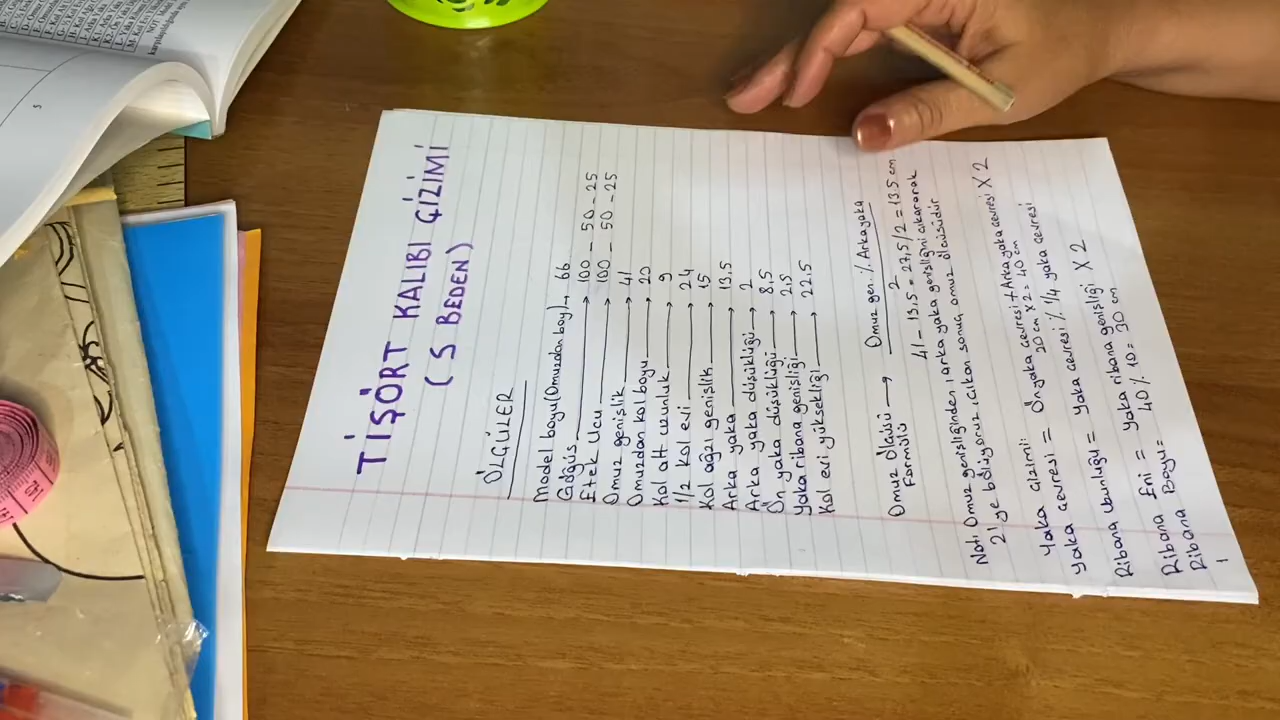 TİŞÖRT KALIBI ÇİZİMİ
(S BEDEN)
ÖLÇÜLER
Model boyu (Omuzdan boy) → 66
Göğüs → 100 - 50 - 25
Etek Ucu → 100 - 50 - 25
Omuz genişlik → 41
Omuzdan kol boyu → 20
Kol alt uzunluk → 9
1/2 kol evi → 24
Kol ağzı genişlik → 15
Arka yaka → 13,5
Arka yaka düşüklüğü → 2
Ön yaka düşüklüğü → 8,5
Yaka ribana genişliği → 2,5
Kol evi yüksekliği → 22,5
Omuz Ölçüsü → Omuz gen. % Arka yaka
Formülü 2
41 - 13,5 = 27,5 / 2 = 13.5 cm
Not: Omuz genişliğinden, arka yaka genişliğini çıkararak
2'ye bölüyoruz, çıkan sonuç omuz ölçüsüdür
Yaka Çizimi:
Yaka çevresi = Ön yaka çevresi + Arka yaka çevresi X 2
20 cm X 2 = 40 cm
Ribana Uzunluğu = Yaka çevresi % 1/4 yaka çevresi
Ribana Eni = Yaka ribana genişliği X 2
Ribana Boyu = 40 % 10 = 30 cm
1
5